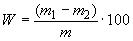 W = (m₁ − m₂) / m · 100